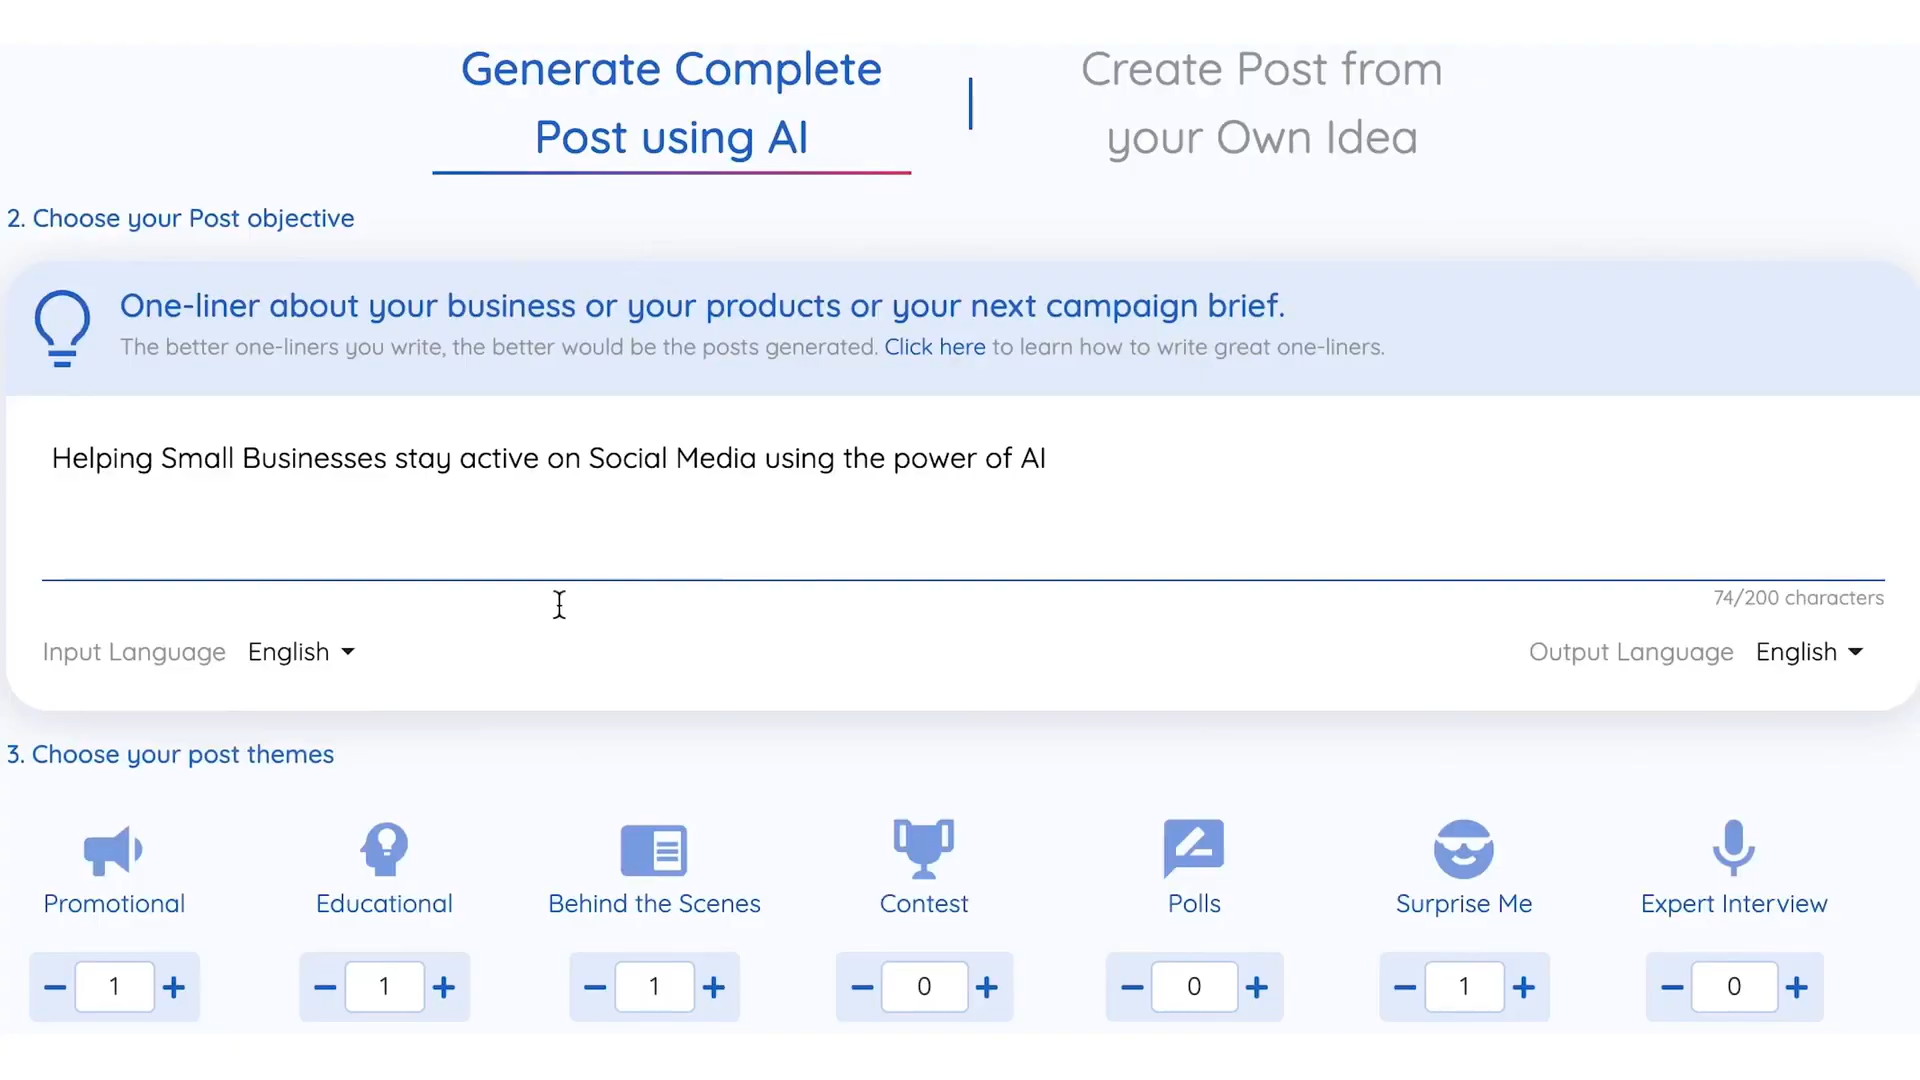 Generate Complete
Post using AI
Create Post from
your Own Idea
2. Choose your Post objective
One-liner about your business or your products or your next campaign brief.
The better one-liners you write, the better would be the posts generated. Click here to learn how to write great one-liners.
Helping Small Businesses stay active on Social Media using the power of AI
74/200 characters
Input Language English
Output Language English
3. Choose your post themes
Promotional Educational Behind the Scenes Contest Polls Surprise Me Expert Interview
− 1 + − 1 + − 1 + − 0 + − 0 + − 1 + − 0 +